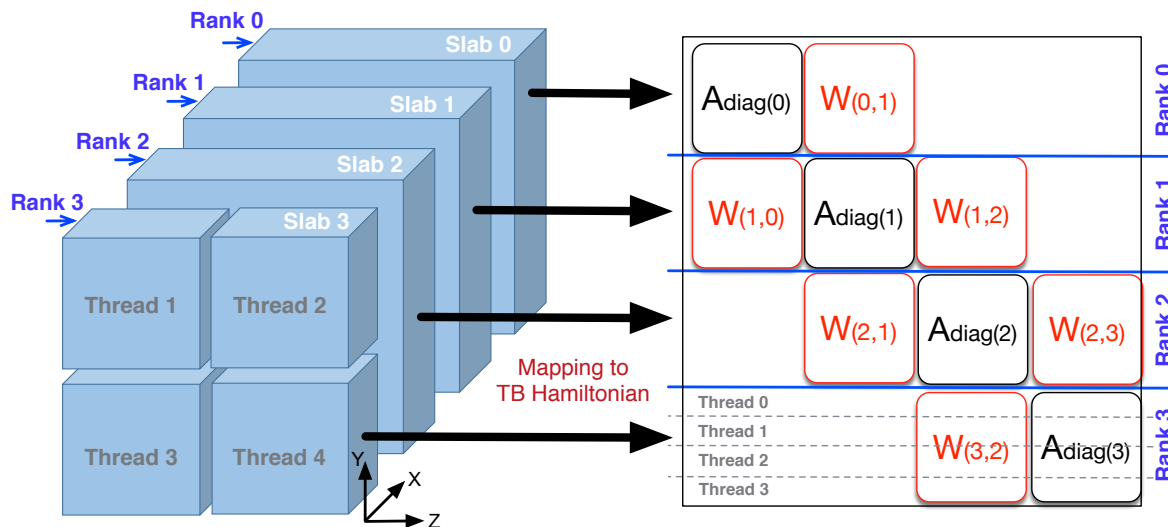 Rank 0
Slab 0
Rank 1
Slab 1
Rank 2
Slab 2
Rank 3
Slab 3
Thread 1
Thread 2
Thread 3
Thread 4
Y
X
Z
Mapping to
TB Hamiltonian
Adiag(0)
W(0,1)
Rank 0
W(1,0)
Adiag(1)
W(1,2)
Rank 1
W(2,1)
Adiag(2)
W(2,3)
Rank 2
Thread 0
Thread 1
Thread 2
Thread 3
W(3,2)
Adiag(3)
Rank 3